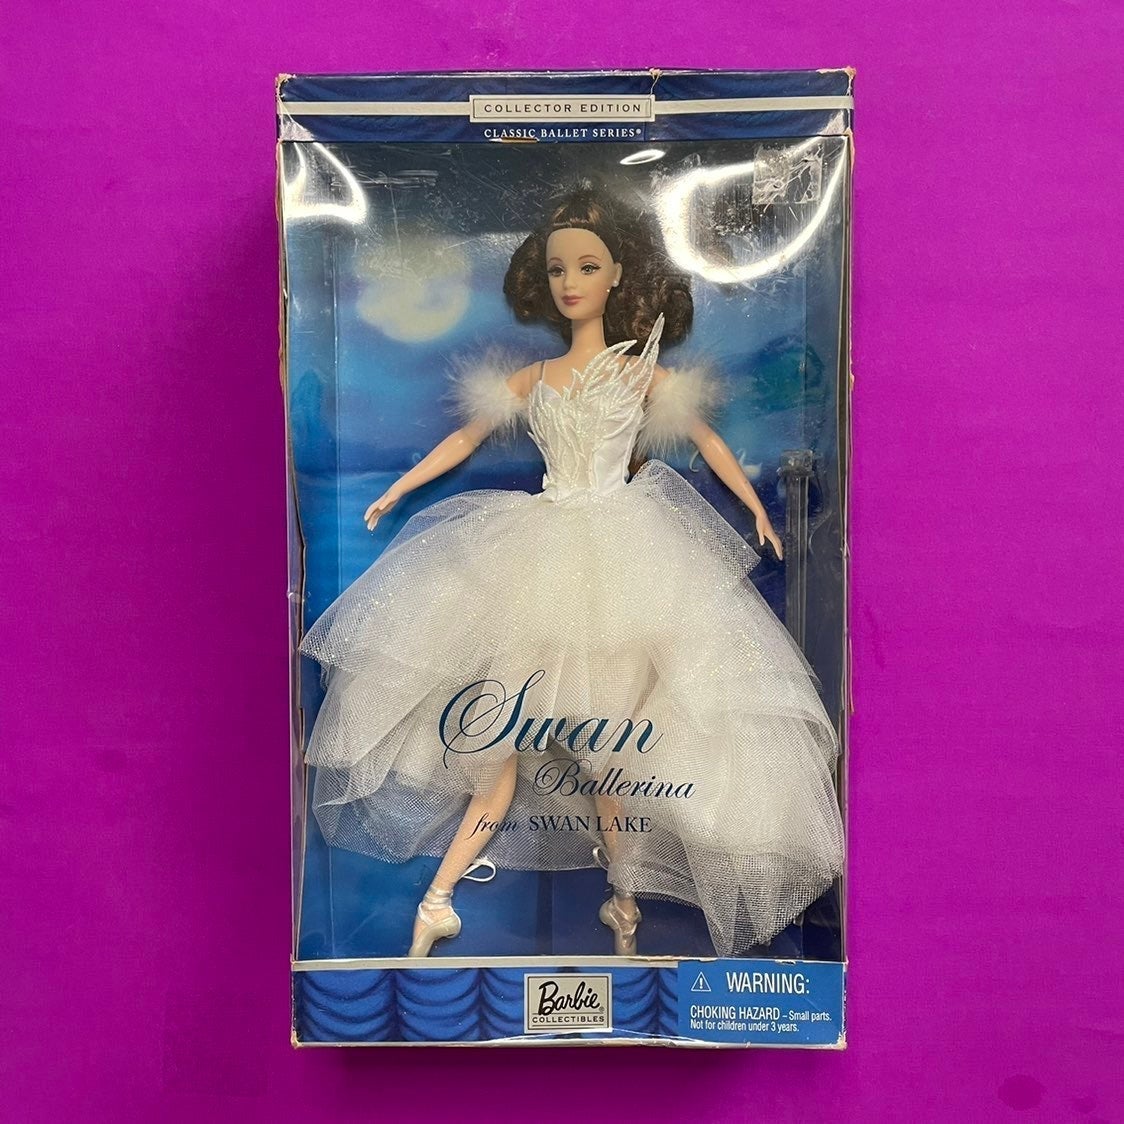 COLLECTOR EDITION
CLASSIC BALLET SERIES®
Swan
Ballerina
from SWAN LAKE
Barbie®
COLLECTIBLES
WARNING:
CHOKING HAZARD – Small parts.
Not for children under 3 years.